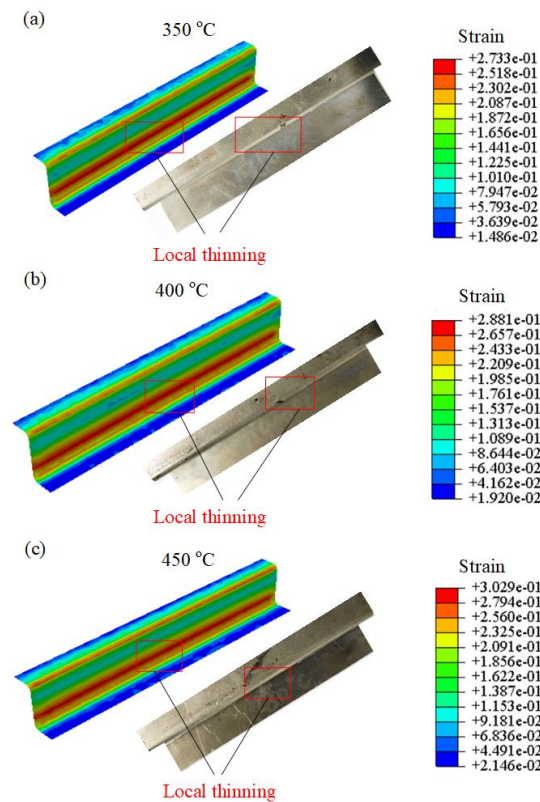 (a)
350 °C
Strain
+2.733e-01
+2.518e-01
+2.302e-01
+2.087e-01
+1.872e-01
+1.656e-01
+1.441e-01
+1.225e-01
+1.010e-01
+7.947e-02
+5.793e-02
+3.639e-02
+1.486e-02
Local thinning
(b)
400 °C
Strain
+2.881e-01
+2.657e-01
+2.433e-01
+2.209e-01
+1.985e-01
+1.761e-01
+1.537e-01
+1.313e-01
+1.089e-01
+8.644e-02
+6.403e-02
+4.162e-02
+1.920e-02
Local thinning
(c)
450 °C
Strain
+3.029e-01
+2.794e-01
+2.560e-01
+2.325e-01
+2.091e-01
+1.856e-01
+1.622e-01
+1.387e-01
+1.153e-01
+9.181e-02
+6.836e-02
+4.491e-02
+2.146e-02
Local thinning